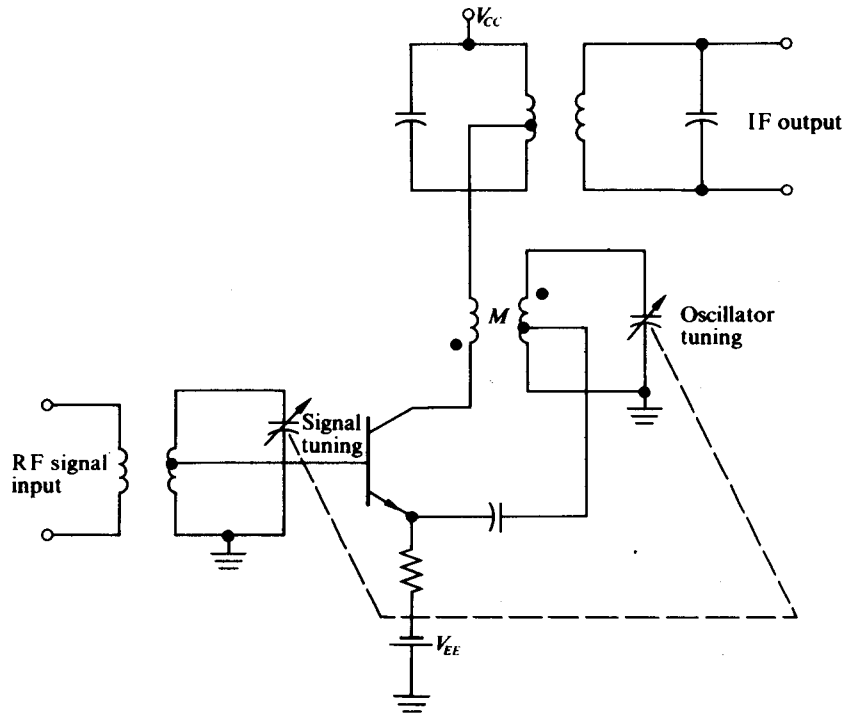 V_CC
IF output
M
Oscillator
tuning
Signal
tuning
RF signal
input
V_EE